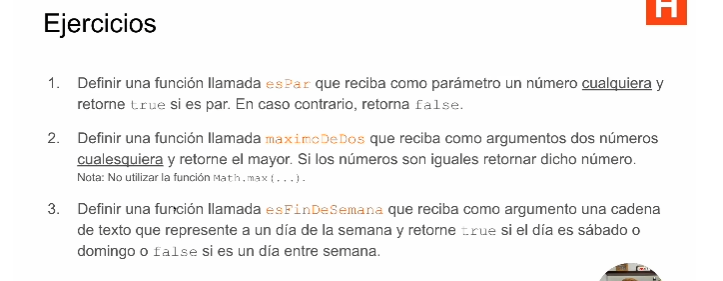 Ejercicios
H
1. Definir una función llamada esPar que reciba como parámetro un número cualquiera y
retorne true si es par. En caso contrario, retorna false.
2. Definir una función llamada maximoDeDos que reciba como argumentos dos números
cualesquiera y retorne el mayor. Si los números son iguales retornar dicho número.
Nota: No utilizar la función Math.max(...).
3. Definir una función llamada esFinDeSemana que reciba como argumento una cadena
de texto que represente a un día de la semana y retorne true si el día es sábado o
domingo o false si es un día entre semana.